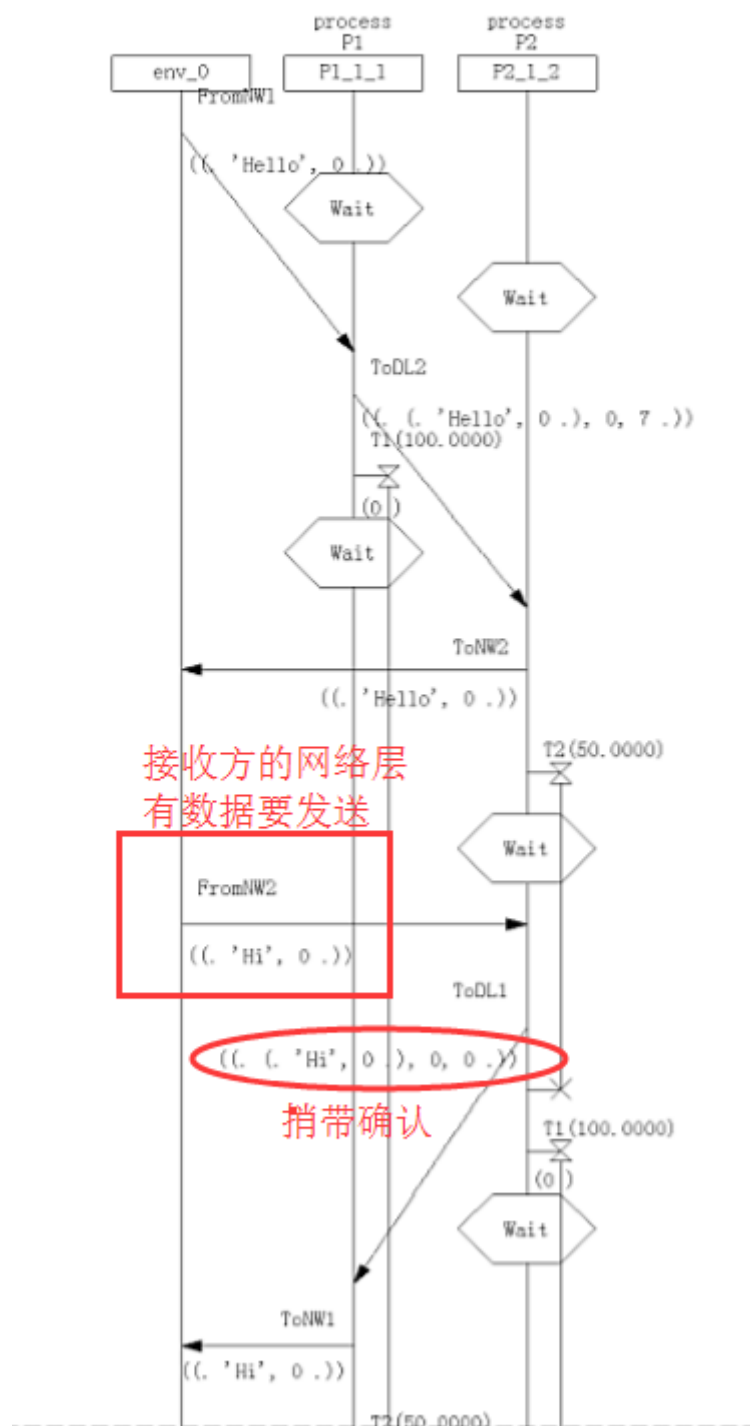 process process
P1 P2
env_0 P1_1_1 P2_1_2
FromNW1
((. 'Hello', 0 .))
Wait
Wait
ToDL2
((. (. 'Hello', 0 .), 0, 7 .))
T1(100.0000)
(0 )
Wait
ToNW2
((. 'Hello', 0 .))
接收方的网络层
有数据要发送
T2(50.0000)
Wait
FromNW2
((. 'Hi', 0 .))
ToDL1
((. (. 'Hi', 0 .), 0, 0 .))
捎带确认
T1(100.0000)
(0 )
Wait
ToNW1
((. 'Hi', 0 .))
T2(50.0000)